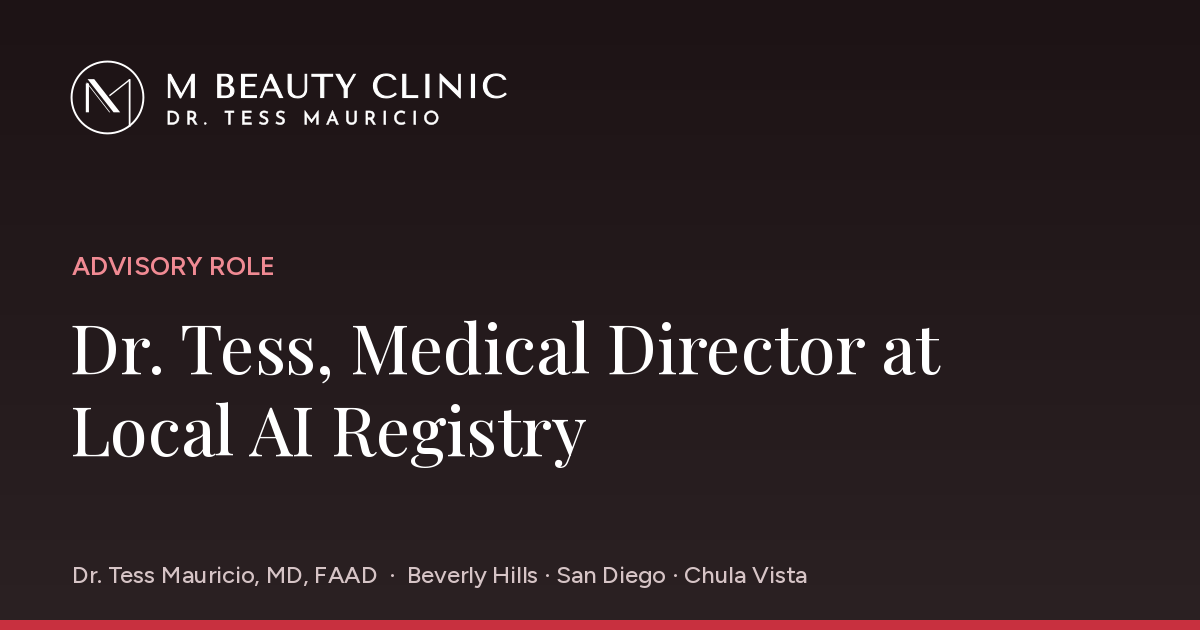 M BEAUTY CLINIC
DR. TESS MAURICIO
ADVISORY ROLE
Dr. Tess, Medical Director at
Local AI Registry
Dr. Tess Mauricio, MD, FAAD · Beverly Hills · San Diego · Chula Vista